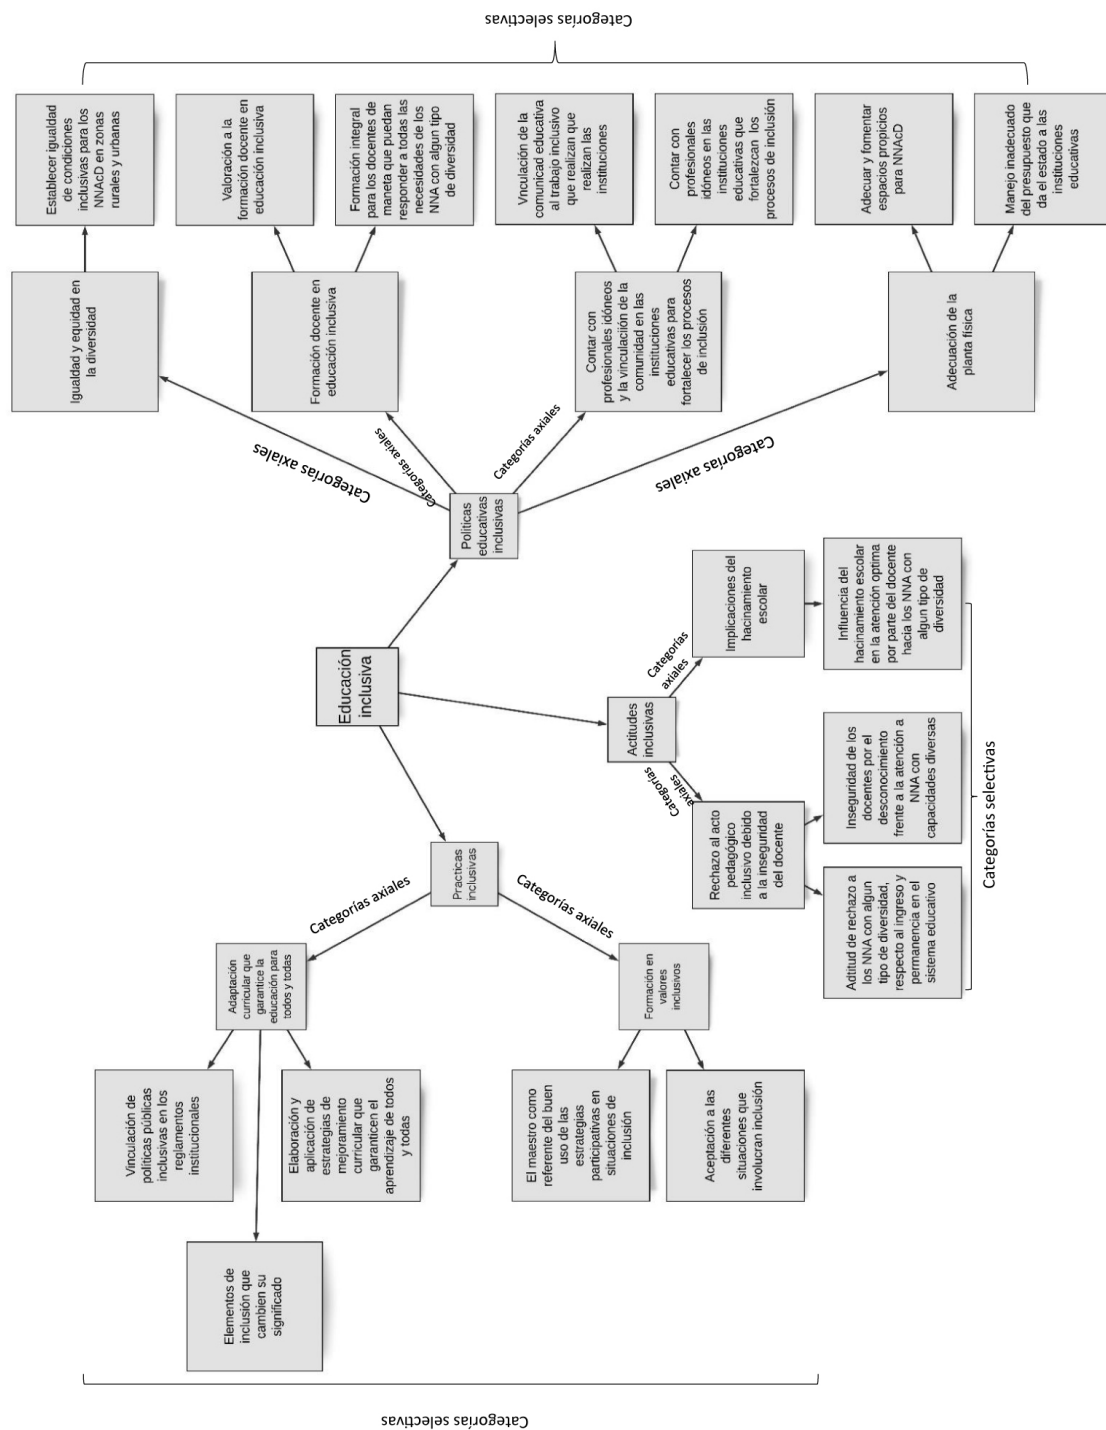 Categorías selectivas
Establecer igualdad
de condiciones
inclusivas para los
NNAcD en zonas
rurales y urbanas
Valoración a la
formación docente en
educación inclusiva
Formación integral
para los docentes de
maneta que puedan
responder a todas las
necesidades de los
NNA con algún tipo
de diversidad
Vinculación de la
comunicad educativa
al trabajo inclusivo
que realizan que
realizan las
instituciones
Contar con
profesionales
idóneos en las
instituciones
educativas que
fortalezcan los
procesos de inclusión
Adecuar y fomentar
espacios propicios
para NNAcD
Manejo inadecuado
del presupuesto que
da el estado a las
instituciones
educativas
Igualdad y equidad en
la diversidad
Formación docente en
educación inclusiva
Contar con
profesionales idóneos
y la vinculaciión de la
comunidad en las
instituciones
educativas para
fortalecer los procesos
de inclusión
Adecuación de la
planta física
Categorías axiales
Categorías axiales
Categorías axiales
Categorías axiales
Políticas
educativas
inclusivas
Educación
inclusiva
Actitudes
inclusivas
Categorías
axiales
Categorías
axiales
Implicaciones del
hacinamiento
escolar
Rechazo al acto
pedagógico
inclusivo debido
a la inseguridad
del docente
Influencia del
hacinamiento escolar
en la atención optima
por parte del docente
hacia los NNA con
algun tipo de
diversidad
Inseguridad de los
docentes por el
desconocimiento
frente a la atención a
NNA con
capacidades diversas
Adtitud de rechazo a
los NNA con algun
tipo de diversidad,
respecto al ingreso y
permanencia en el
sistema educativo
Categorías selectivas
Practicas
inclusivas
Categorías axiales
Categorías axiales
Adaptación
curricular que
garantice la
educación para
todos y todas
Formación en
valores
inclusivos
Vinculación de
políticas públicas
inclusivas en los
reglamentos
institucionales
Elaboración y
aplicación de
estrategias de
mejoramiento
curricular que
garanticen el
aprendizaje de todos
y todas
El maestro como
referente del buen
uso de las
estrategias
participativas en
situaciones de
inclusión
Aceptación a las
diferentes
situaciones que
involucran inclusión
Elementos de
inclusión que
cambien su
significado
Categorías selectivas